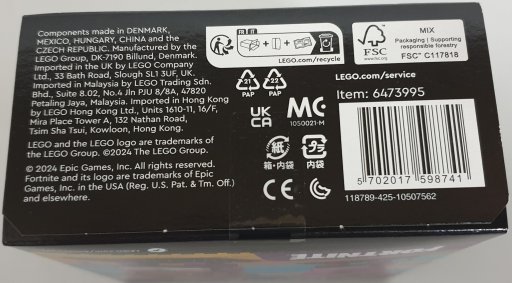 Components made in DENMARK,
MEXICO, HUNGARY, CHINA and the
CZECH REPUBLIC. Manufactured by the
LEGO Group, DK-7190 Billund, Denmark.
Imported in the UK by LEGO Company
Ltd., 33 Bath Road, Slough SL1 3UF, UK.
Imported in Malaysia by LEGO Trading Sdn.
Bhd., Suite 8.02, No.4 Jln PJU 8/8A, 47820
Petaling Jaya, Malaysia. Imported in Hong Kong
by LEGO Hong Kong Ltd., Units 1610-11, 16/F,
Mira Place Tower A, 132 Nathan Road,
Tsim Sha Tsui, Kowloon, Hong Kong.
LEGO and the LEGO logo are trademarks of
the LEGO Group. ©2024 The LEGO Group.
© 2024 Epic Games, Inc. All rights reserved.
Fortnite and its logo are trademarks of Epic
Games, Inc. in the USA (Reg. U.S. Pat. & Tm. Off.)
and elsewhere.
FR
LEGO.com/recycle
21
PAP
22
PAP
UK
CA
1050021-M
紙
箱・内袋
プラ
内袋
CE
FSC
www.fsc.org
MIX
Packaging | Supporting
responsible forestry
FSC® C117818
LEGO.com/service
Item: 6473995
5 702017 598741
118789-425-10507562
FORTNITE